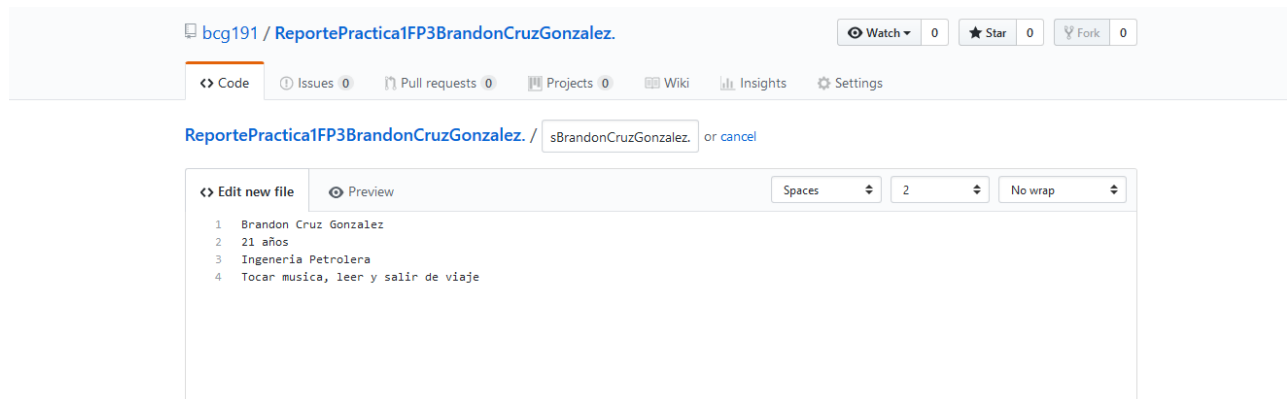 bcg191 / ReportePractica1FP3BrandonCruzGonzalez.
Watch 0 Star 0 Fork 0
Code Issues 0 Pull requests 0 Projects 0 Wiki Insights Settings
ReportePractica1FP3BrandonCruzGonzalez. / sBrandonCruzGonzalez. or cancel
Edit new file Preview Spaces 2 No wrap
1 Brandon Cruz Gonzalez
2 21 años
3 Ingeneria Petrolera
4 Tocar musica, leer y salir de viaje